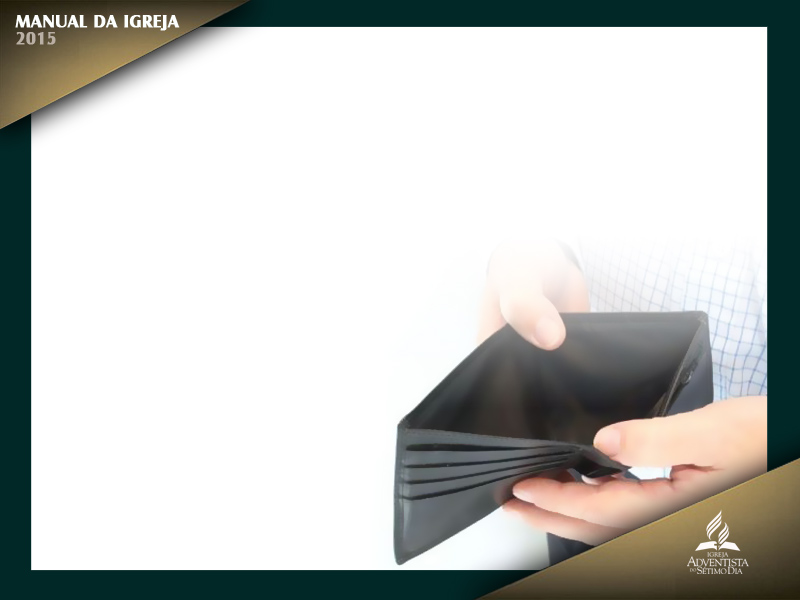 MANUAL DA IGREJA
2015
IGREJA
ADVENTISTA
DO SÉTIMO DIA